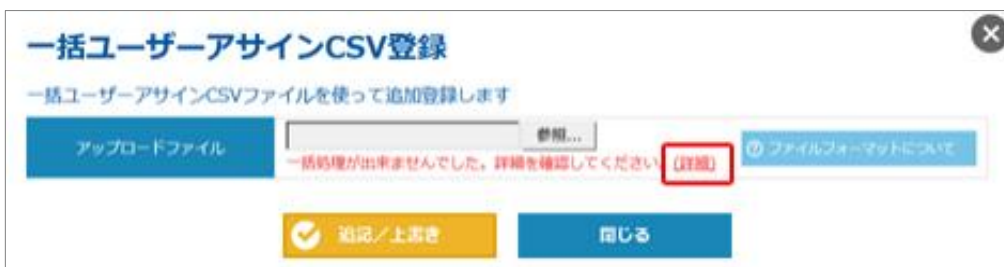 一括ユーザーアサインCSV登録
一括ユーザーアサインCSVファイルを使って追加登録します
アップロードファイル
参照...
一括処理が出来ませんでした。詳細を確認してください。(詳細)
ファイルフォーマットについて
追記／上書き
閉じる